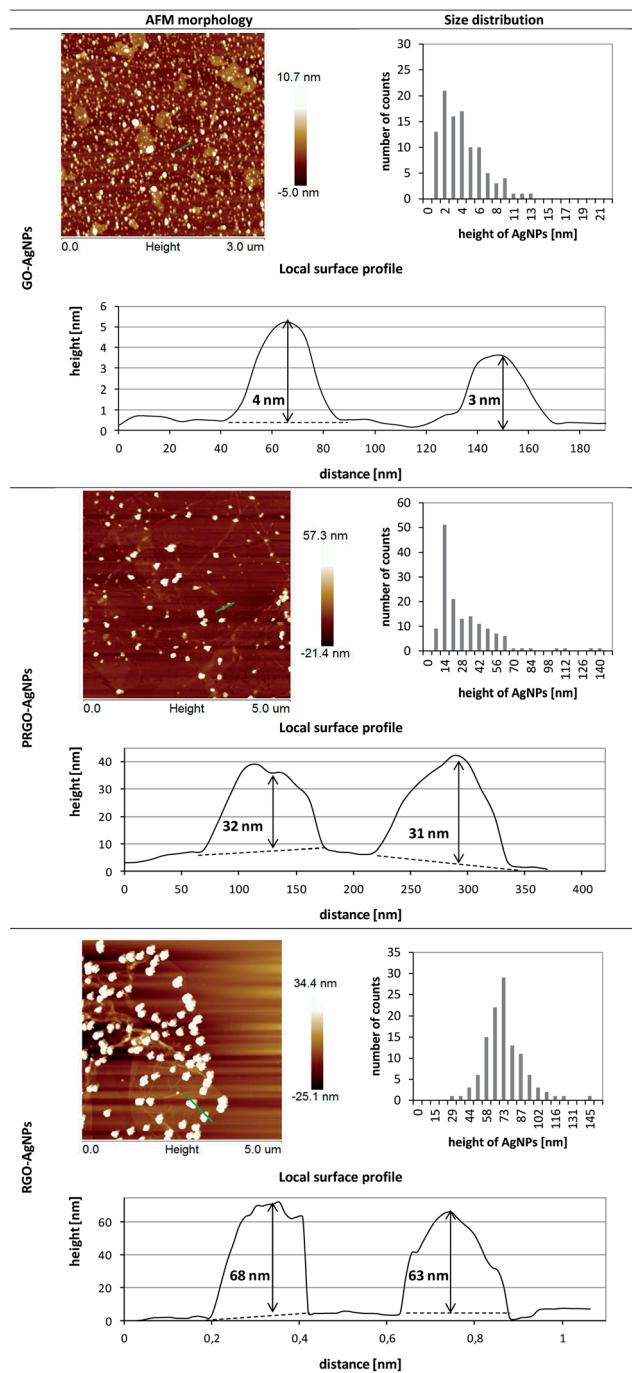 AFM morphology Size distribution
GO-AgNPs
10.7 nm
-5.0 nm
0.0 Height 3.0 um
number of counts
30
25
20
15
10
5
0
0 2 4 6 8 10 11 13 15 17 19 21
height of AgNPs [nm]
Local surface profile
height [nm]
6
5
4
3
2
1
0
4 nm
3 nm
0 20 40 60 80 100 120 140 160 180
distance [nm]
PRGO-AgNPs
57.3 nm
-21.4 nm
0.0 Height 5.0 um
number of counts
60
50
40
30
20
10
0
0 14 28 42 56 70 84 98 112 126 140
height of AgNPs [nm]
Local surface profile
height [nm]
40
30
20
10
0
32 nm
31 nm
0 50 100 150 200 250 300 350 400
distance [nm]
RGO-AgNPs
34.4 nm
-25.1 nm
0.0 Height 5.0 um
number of counts
35
30
25
20
15
10
5
0
0 15 29 44 58 73 87 102 116 131 145
height of AgNPs [nm]
Local surface profile
height [nm]
60
40
20
0
68 nm
63 nm
0 0,2 0,4 0,6 0,8 1
distance [nm]